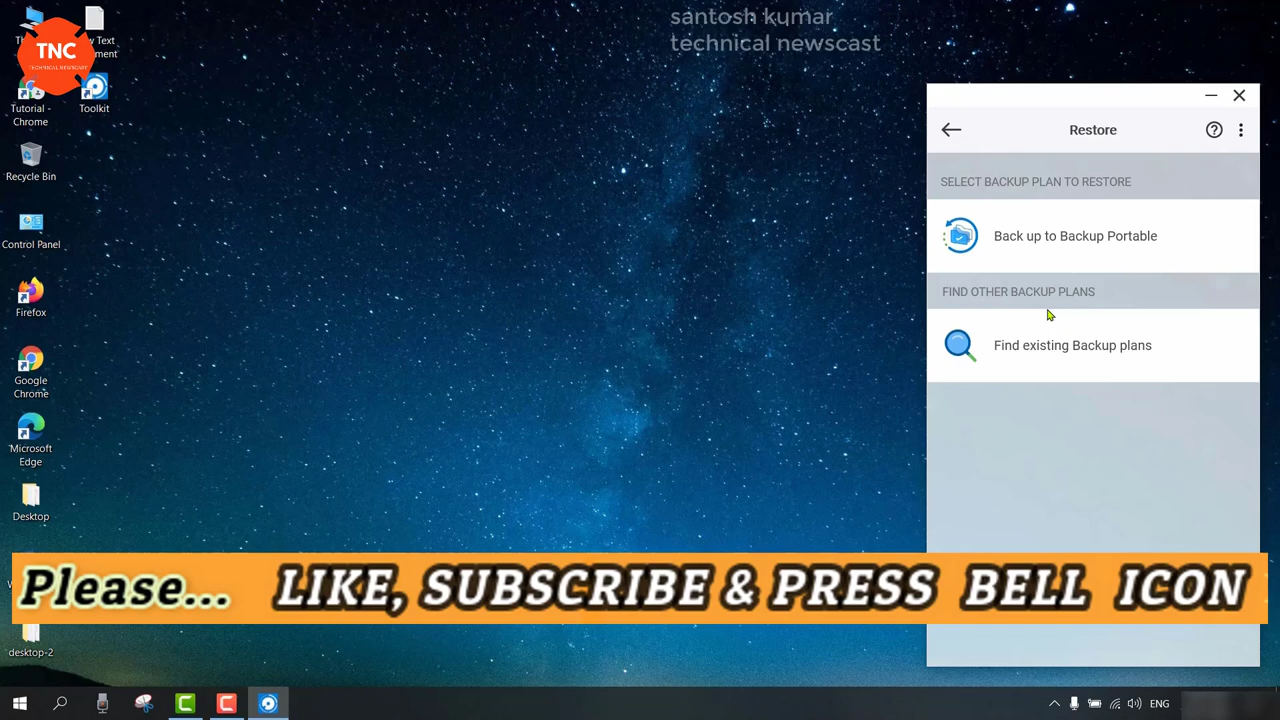 santosh kumar
technical newscast
TNC
TECHNICAL NEWSCAST
Tutorial -
Chrome
Toolkit
Recycle Bin
Control Panel
Firefox
Google
Chrome
Microsoft
Edge
Desktop
desktop-2
Restore
SELECT BACKUP PLAN TO RESTORE
Back up to Backup Portable
FIND OTHER BACKUP PLANS
Find existing Backup plans
Please... LIKE, SUBSCRIBE & PRESS BELL ICON
ENG